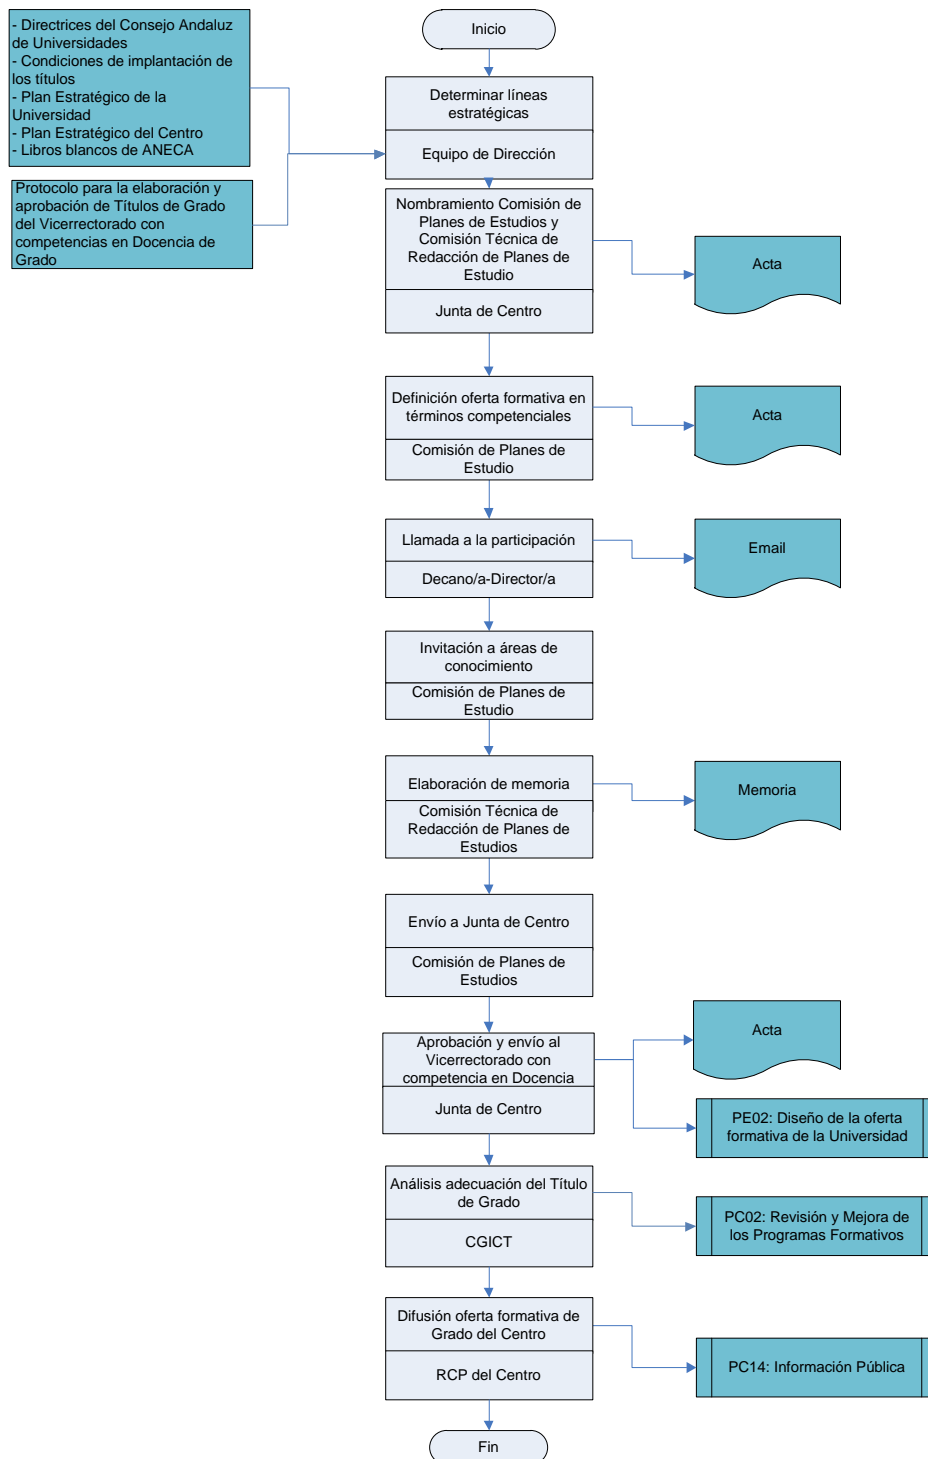 Inicio
- Directrices del Consejo Andaluz
de Universidades
- Condiciones de implantación de
los títulos
- Plan Estratégico de la
Universidad
- Plan Estratégico del Centro
- Libros blancos de ANECA
Determinar líneas
estratégicas
Equipo de Dirección
Protocolo para la elaboración y
aprobación de Títulos de Grado
del Vicerrectorado con
competencias en Docencia de
Grado
Nombramiento Comisión de
Planes de Estudios y
Comisión Técnica de
Redacción de Planes de
Estudio
Junta de Centro
Acta
Definición oferta formativa en
términos competenciales
Comisión de Planes de
Estudio
Acta
Llamada a la participación
Decano/a-Director/a
Email
Invitación a áreas de
conocimiento
Comisión de Planes de
Estudio
Elaboración de memoria
Comisión Técnica de
Redacción de Planes de
Estudios
Memoria
Envío a Junta de Centro
Comisión de Planes de
Estudios
Aprobación y envío al
Vicerrectorado con
competencia en Docencia
Junta de Centro
Acta
PE02: Diseño de la oferta
formativa de la Universidad
Análisis adecuación del Título
de Grado
CGICT
PC02: Revisión y Mejora de
los Programas Formativos
Difusión oferta formativa de
Grado del Centro
RCP del Centro
PC14: Información Pública
Fin